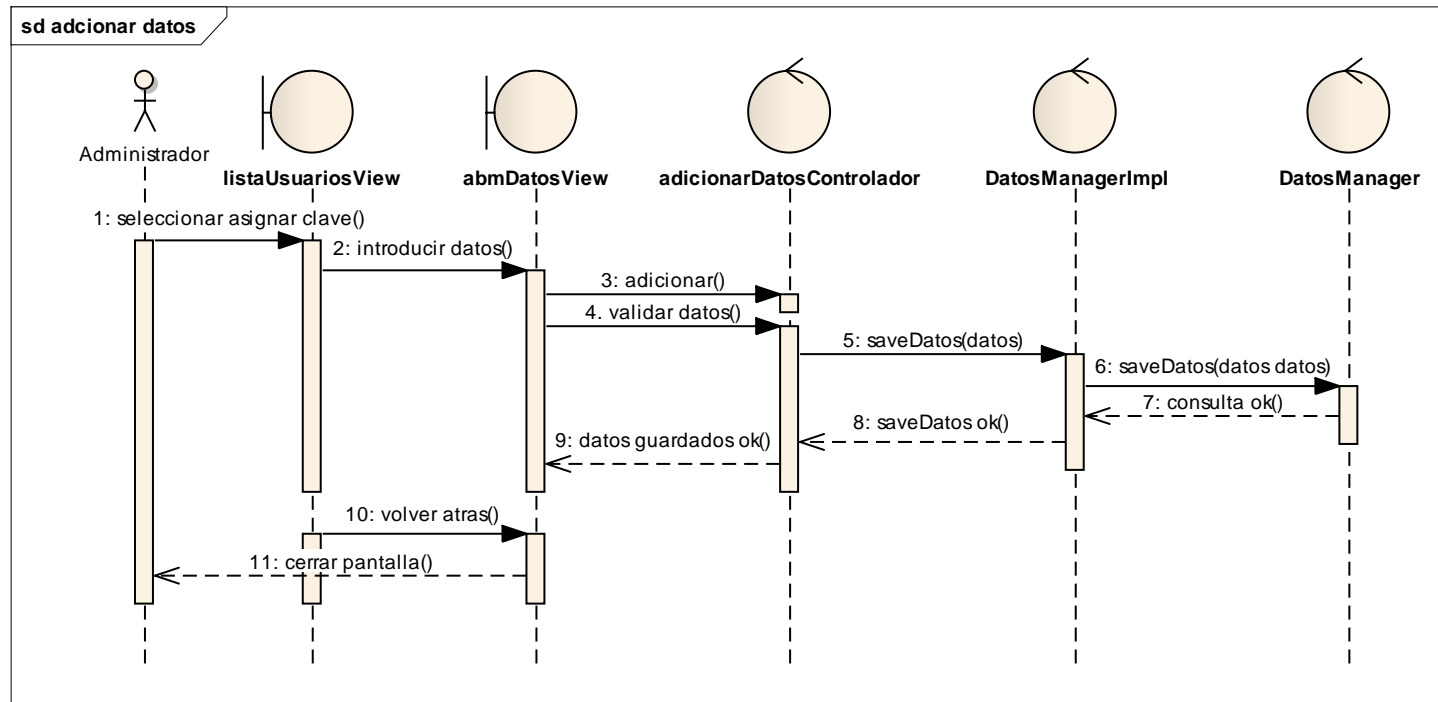 sd adcionar datos
Administrador
listaUsuariosView
abmDatosView
adicionarDatosControlador
DatosManagerImpl
DatosManager
1: seleccionar asignar clave()
2: introducir datos()
3: adicionar()
4. validar datos()
5: saveDatos(datos)
6: saveDatos(datos datos)
7: consulta ok()
8: saveDatos ok()
9: datos guardados ok()
10: volver atras()
11: cerrar pantalla()